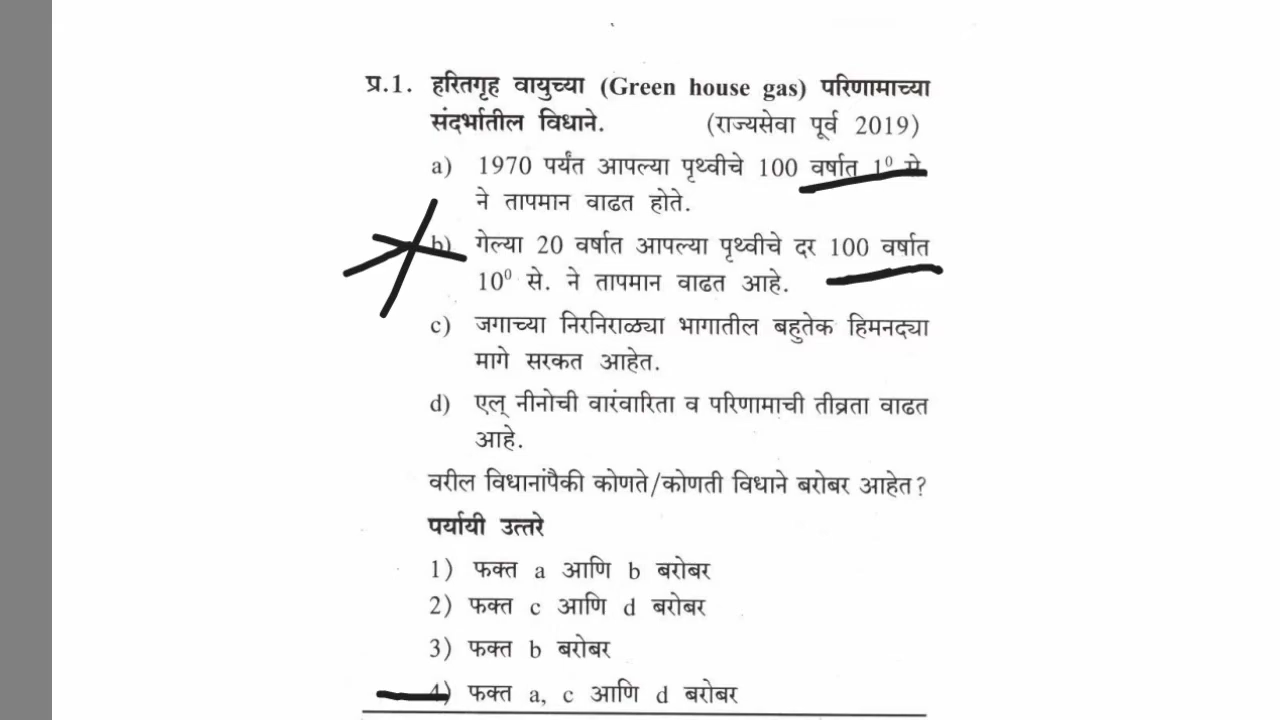 प्र.1. हरितगृह वायुच्या (Green house gas) परिणामाच्या
संदर्भातील विधाने. (राज्यसेवा पूर्व 2019)
a) 1970 पर्यंत आपल्या पृथ्वीचे 100 वर्षात 1⁰ से
ने तापमान वाढत होते.
b) गेल्या 20 वर्षात आपल्या पृथ्वीचे दर 100 वर्षात
10⁰ से. ने तापमान वाढत आहे.
c) जगाच्या निरनिराळ्या भागातील बहुतेक हिमनद्या
मागे सरकत आहेत.
d) एल् नीनोची वारंवारिता व परिणामाची तीव्रता वाढत
आहे.
वरील विधानांपैकी कोणते/कोणती विधाने बरोबर आहेत?
पर्यायी उत्तरे
1) फक्त a आणि b बरोबर
2) फक्त c आणि d बरोबर
3) फक्त b बरोबर
4) फक्त a, c आणि d बरोबर